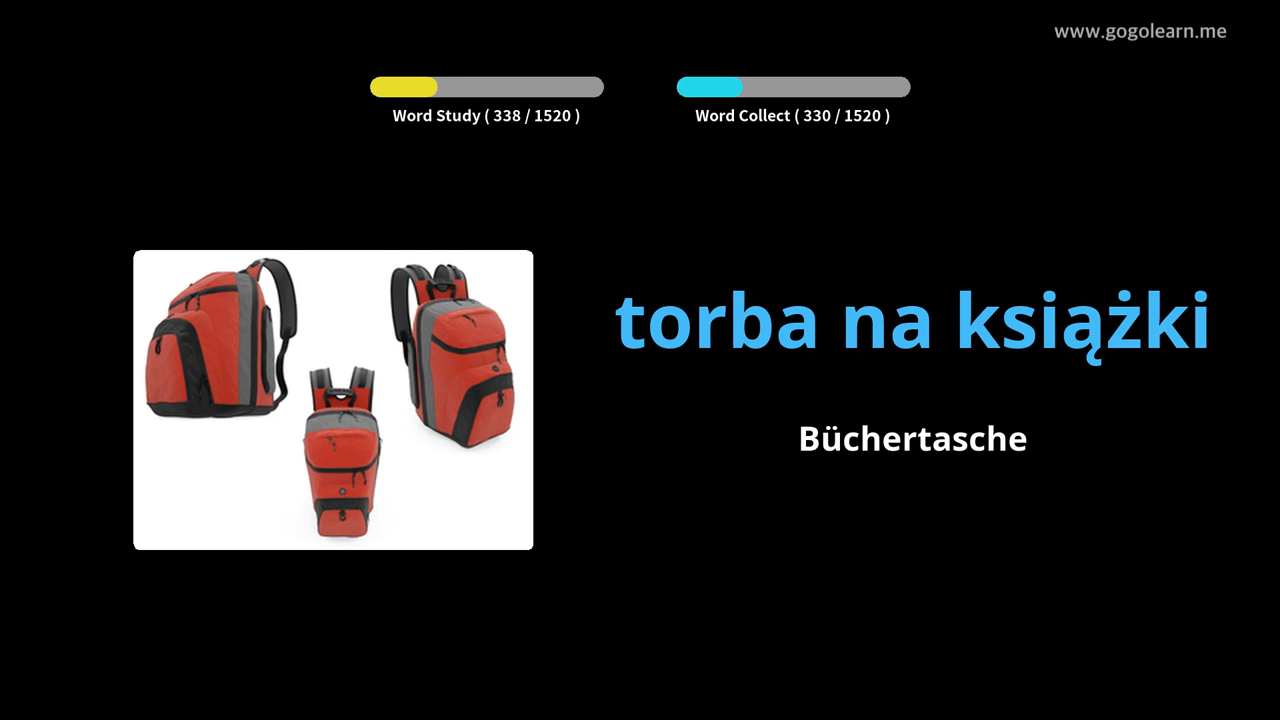 www.gogolearn.me
Word Study ( 338 / 1520 )
Word Collect ( 330 / 1520 )
torba na książki
Büchertasche